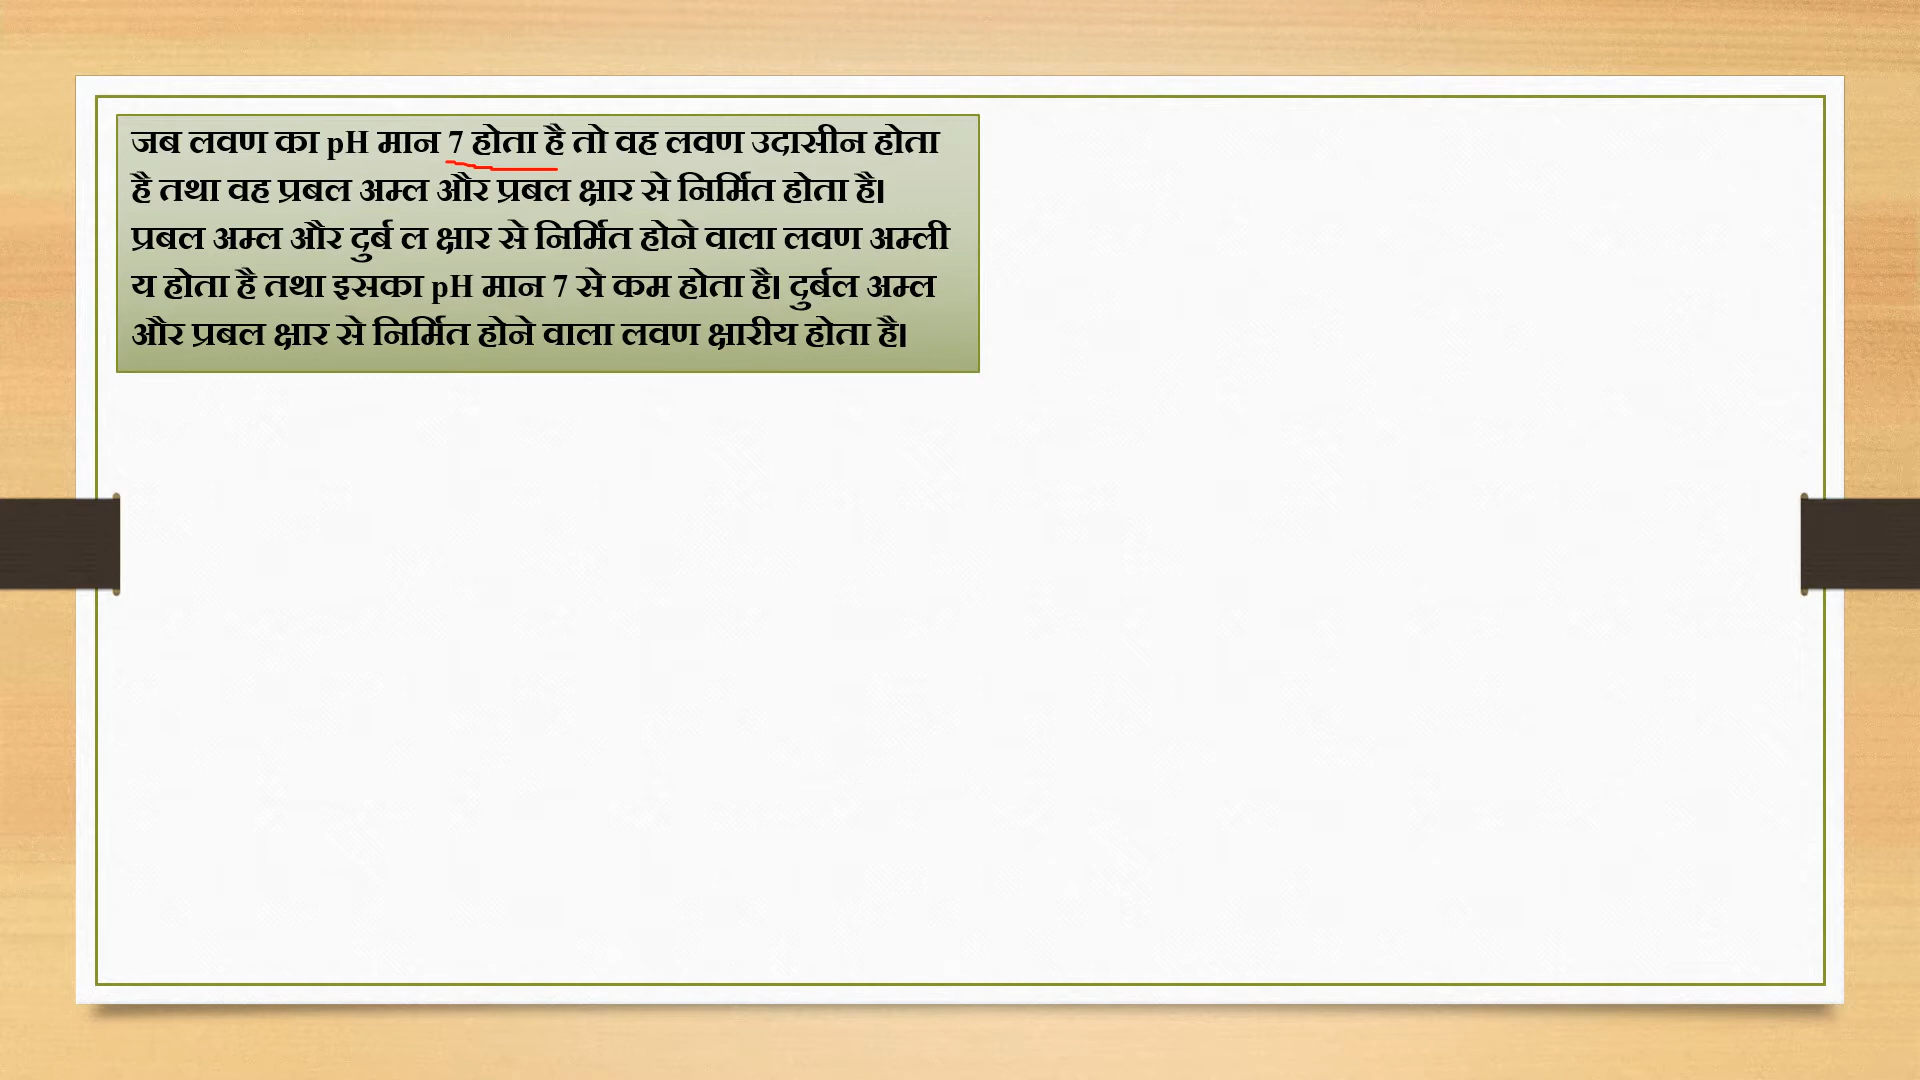 जब लवण का pH मान 7 होता है तो वह लवण उदासीन होता
है तथा वह प्रबल अम्ल और प्रबल क्षार से निर्मित होता है।
प्रबल अम्ल और दुर्ब ल क्षार से निर्मित होने वाला लवण अम्ली
य होता है तथा इसका pH मान 7 से कम होता है। दुर्बल अम्ल
और प्रबल क्षार से निर्मित होने वाला लवण क्षारीय होता है।